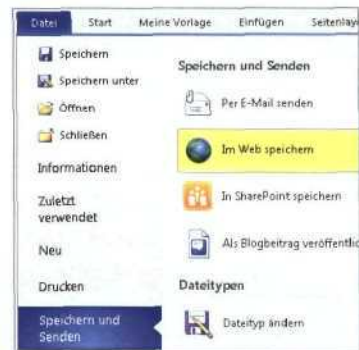 Datei Start Meine Vorlage Einfügen
Speichern
Speichern unter
Öffnen
Schließen
Informationen
Zuletzt
verwendet
Neu
Drucken
Speichern und
Senden
Speichern und Senden
Per E-Mail senden
Im Web speichern
In SharePoint speichern
Als Blogbeitrag veröffentlic
Dateitypen
Dateityp ändern